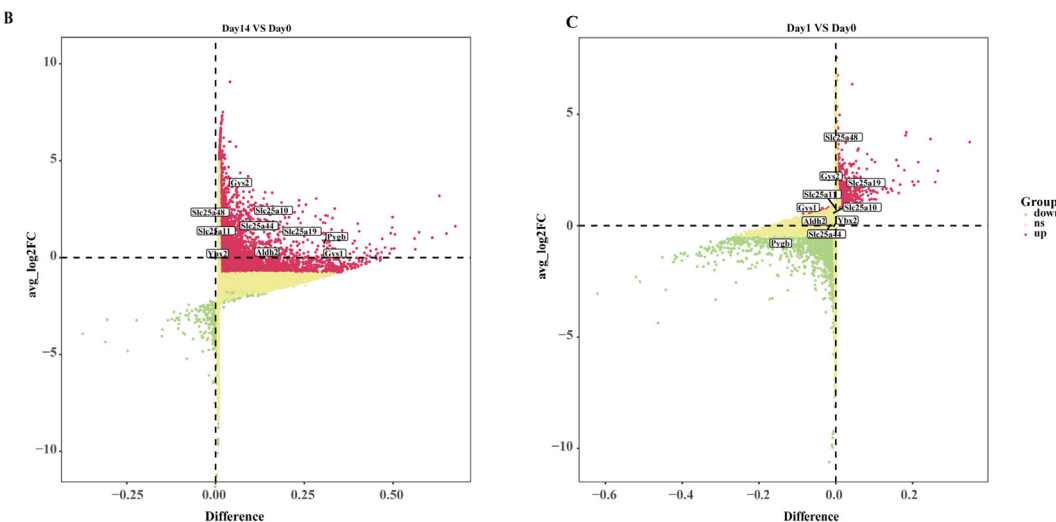 B
Day14 VS Day0
avg_log2FC
10
5
0
−5
−10
Gys2
Slc25a48
Slc25a10
Slc25a11
Slc25a44
Slc25a19
Pygb
Ybx2
Aldh2
Gys1
−0.25
0.00
0.25
0.50
Difference
C
Day1 VS Day0
avg_log2FC
5
0
−5
−10
Slc25a48
Gys2
Slc25a19
Slc25a11
Gys1
Slc25a10
Aldh2
Ybx2
Slc25a44
Pygb
−0.6
−0.4
−0.2
0.0
0.2
Difference
Group
down
ns
up